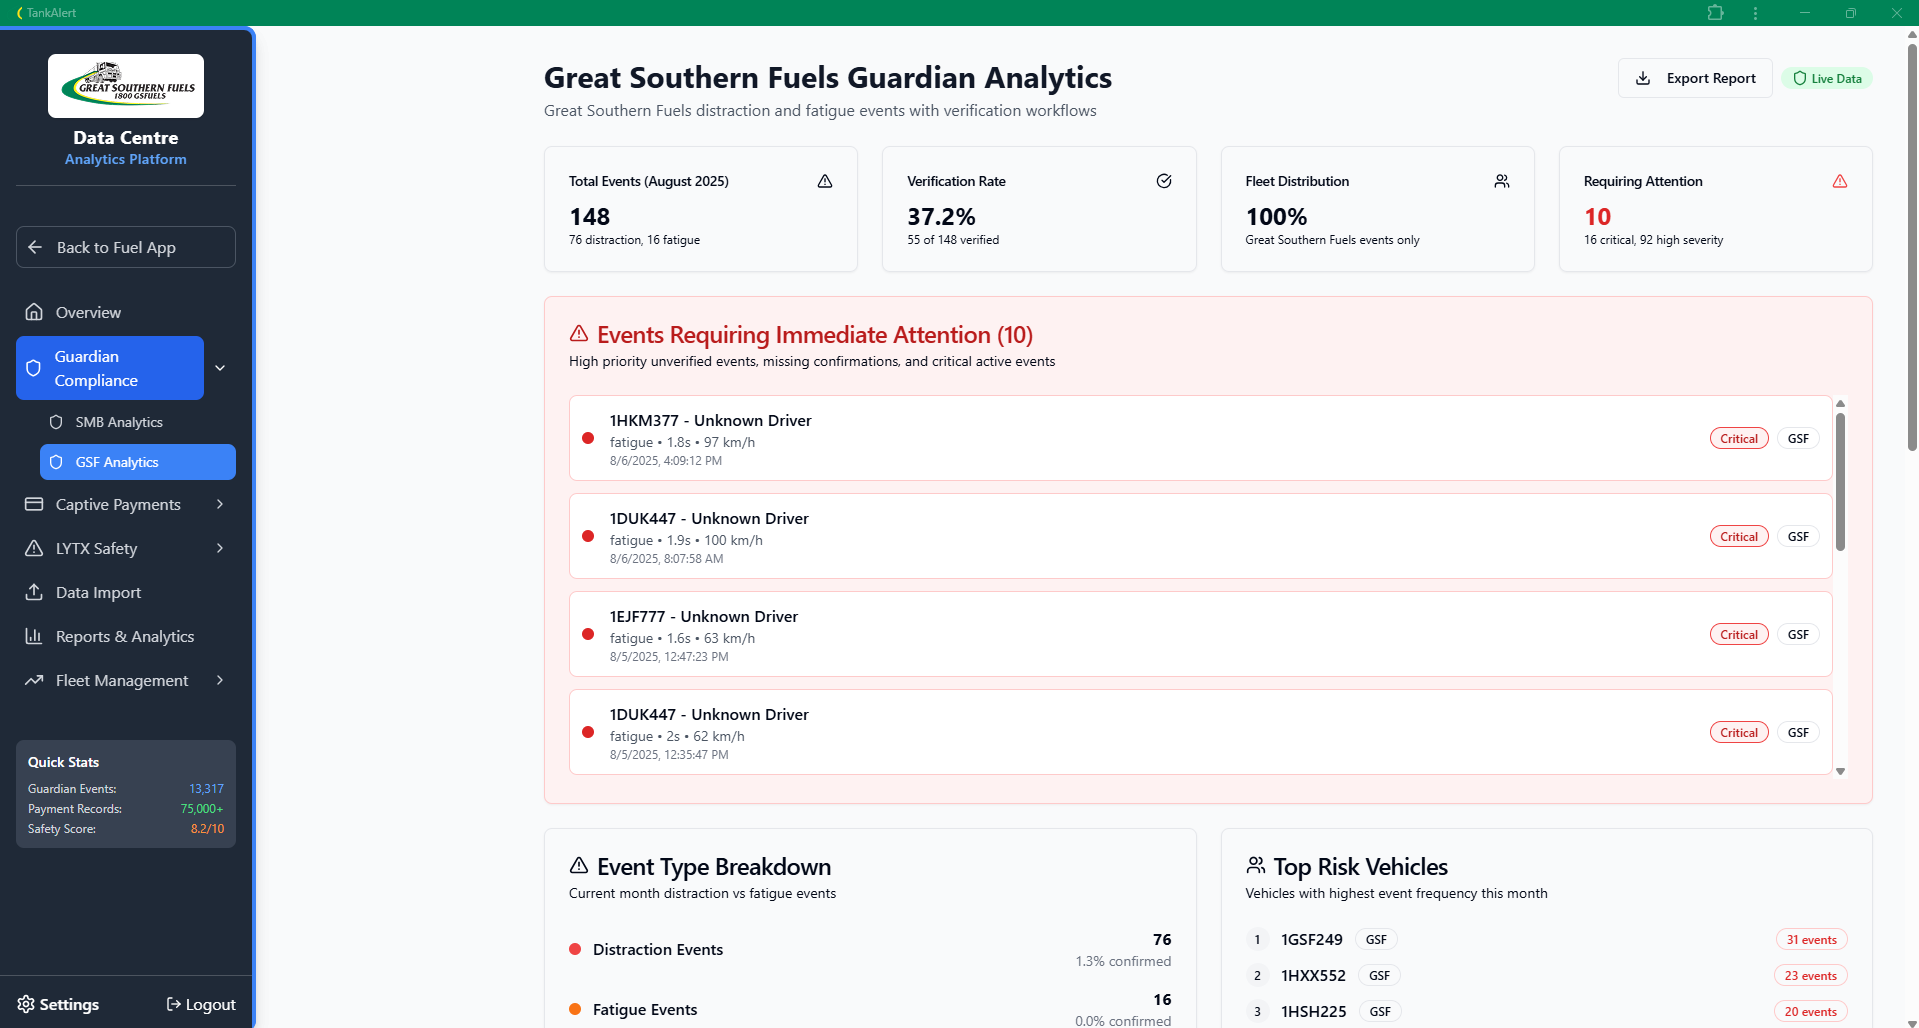 TankAlert
GREAT SOUTHERN FUELS
1800 GSFUELS
Data Centre
Analytics Platform
Back to Fuel App
Overview
Guardian
Compliance
SMB Analytics
GSF Analytics
Captive Payments
LYTX Safety
Data Import
Reports & Analytics
Fleet Management
Quick Stats
Guardian Events: 13,317
Payment Records: 75,000+
Safety Score: 8.2/10
Settings
Logout
Great Southern Fuels Guardian Analytics
Great Southern Fuels distraction and fatigue events with verification workflows
Export Report
Live Data
Total Events (August 2025)
148
76 distraction, 16 fatigue
Verification Rate
37.2%
55 of 148 verified
Fleet Distribution
100%
Great Southern Fuels events only
Requiring Attention
10
16 critical, 92 high severity
Events Requiring Immediate Attention (10)
High priority unverified events, missing confirmations, and critical active events
1HKM377 - Unknown Driver
fatigue • 1.8s • 97 km/h
8/6/2025, 4:09:12 PM
Critical GSF
1DUK447 - Unknown Driver
fatigue • 1.9s • 100 km/h
8/6/2025, 8:07:58 AM
Critical GSF
1EJF777 - Unknown Driver
fatigue • 1.6s • 63 km/h
8/5/2025, 12:47:23 PM
Critical GSF
1DUK447 - Unknown Driver
fatigue • 2s • 62 km/h
8/5/2025, 12:35:47 PM
Critical GSF
Event Type Breakdown
Current month distraction vs fatigue events
Distraction Events
76
1.3% confirmed
Fatigue Events
16
0.0% confirmed
Top Risk Vehicles
Vehicles with highest event frequency this month
1 1GSF249 GSF 31 events
2 1HXX552 GSF 23 events
3 1HSH225 GSF 20 events